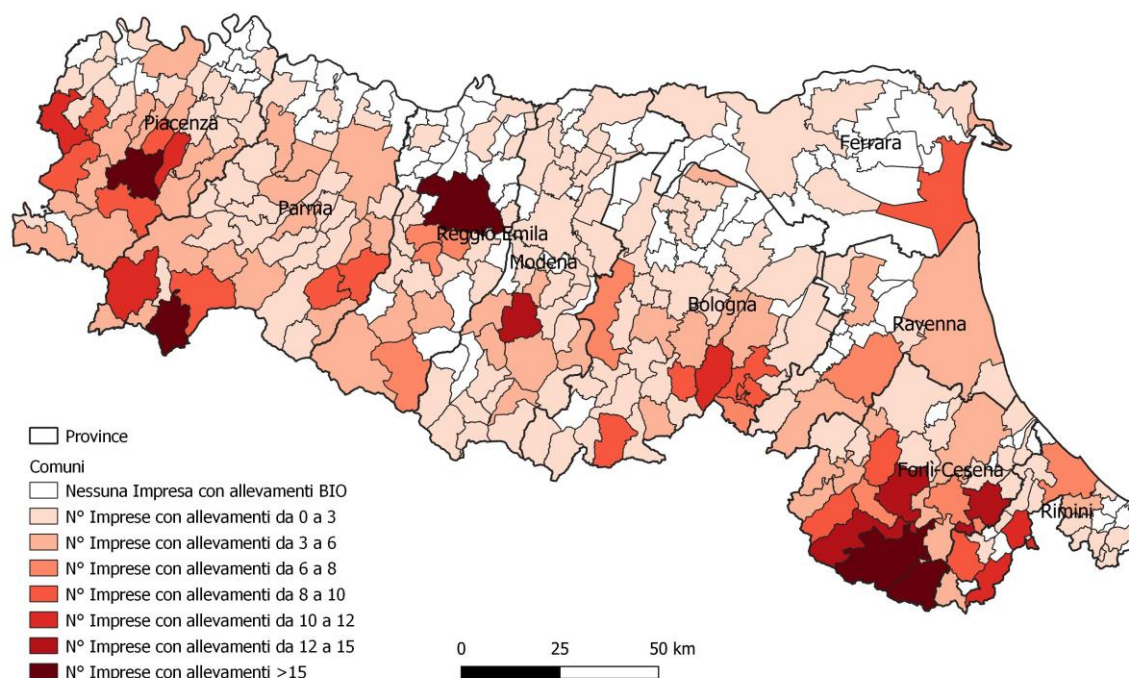 Piacenza
Ferrara
Parma
Reggio Emila
Modena
Bologna
Ravenna
Forlì-Cesena
Rimini
Province
Comuni
Nessuna Impresa con allevamenti BIO
N° Imprese con allevamenti da 0 a 3
N° Imprese con allevamenti da 3 a 6
N° Imprese con allevamenti da 6 a 8
N° Imprese con allevamenti da 8 a 10
N° Imprese con allevamenti da 10 a 12
N° Imprese con allevamenti da 12 a 15
N° Imprese con allevamenti >15
0 25 50 km